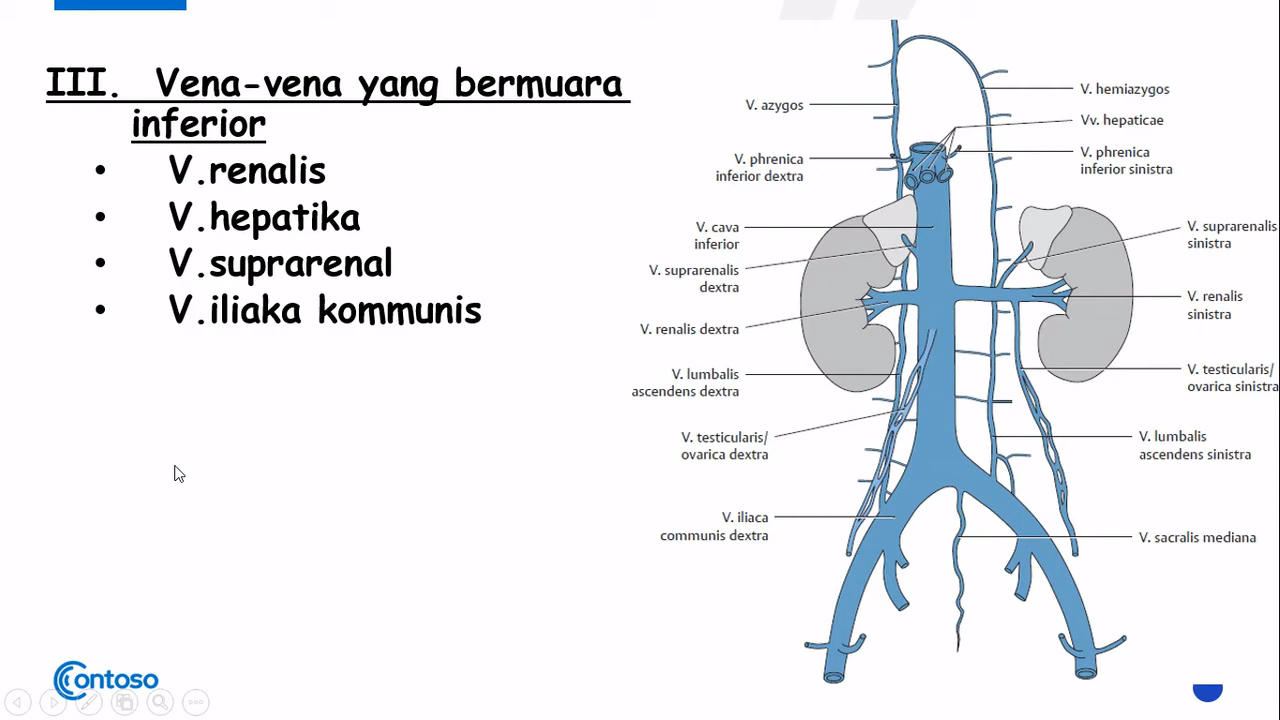 III. Vena-vena yang bermuara
inferior
• V.renalis
• V.hepatika
• V.suprarenal
• V.iliaka kommunis
V. azygos
V. phrenica
inferior dextra
V. cava
inferior
V. suprarenalis
dextra
V. renalis dextra
V. lumbalis
ascendens dextra
V. testicularis/
ovarica dextra
V. iliaca
communis dextra
V. hemiazygos
Vv. hepaticae
V. phrenica
inferior sinistra
V. suprarenalis
sinistra
V. renalis
sinistra
V. testicularis/
ovarica sinistra
V. lumbalis
ascendens sinistra
V. sacralis mediana
Contoso